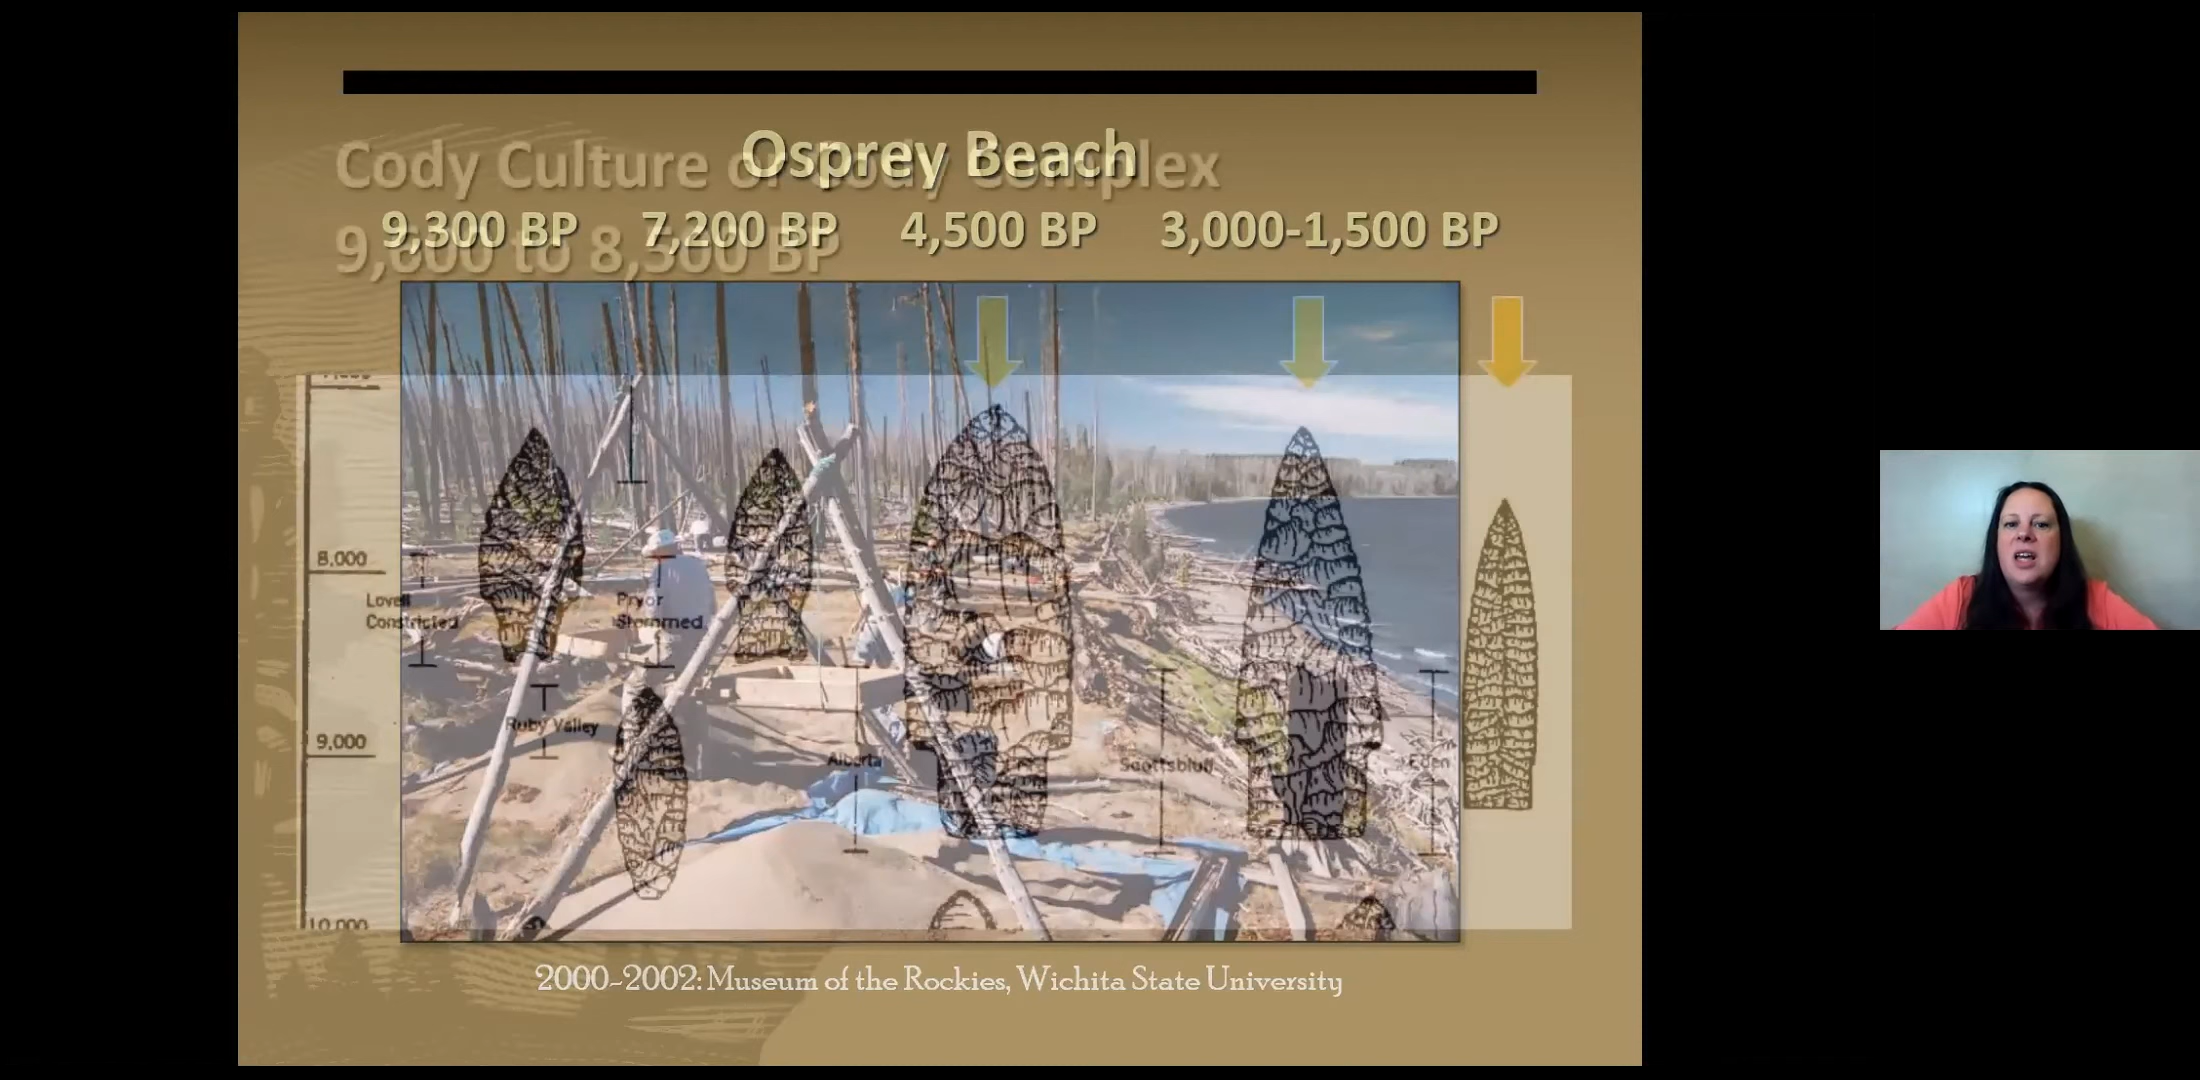 Osprey Beach
Cody Culture or Cody Complex
9,300 BP 7,200 BP 4,500 BP 3,000-1,500 BP
9,600 to 8,500 BP
8,000
Lovell
Constricted
Pryor
Stemmed
Ruby Valley
9,000
Alberta
Scottsbluff
Eden
10,000
2000-2002: Museum of the Rockies, Wichita State University